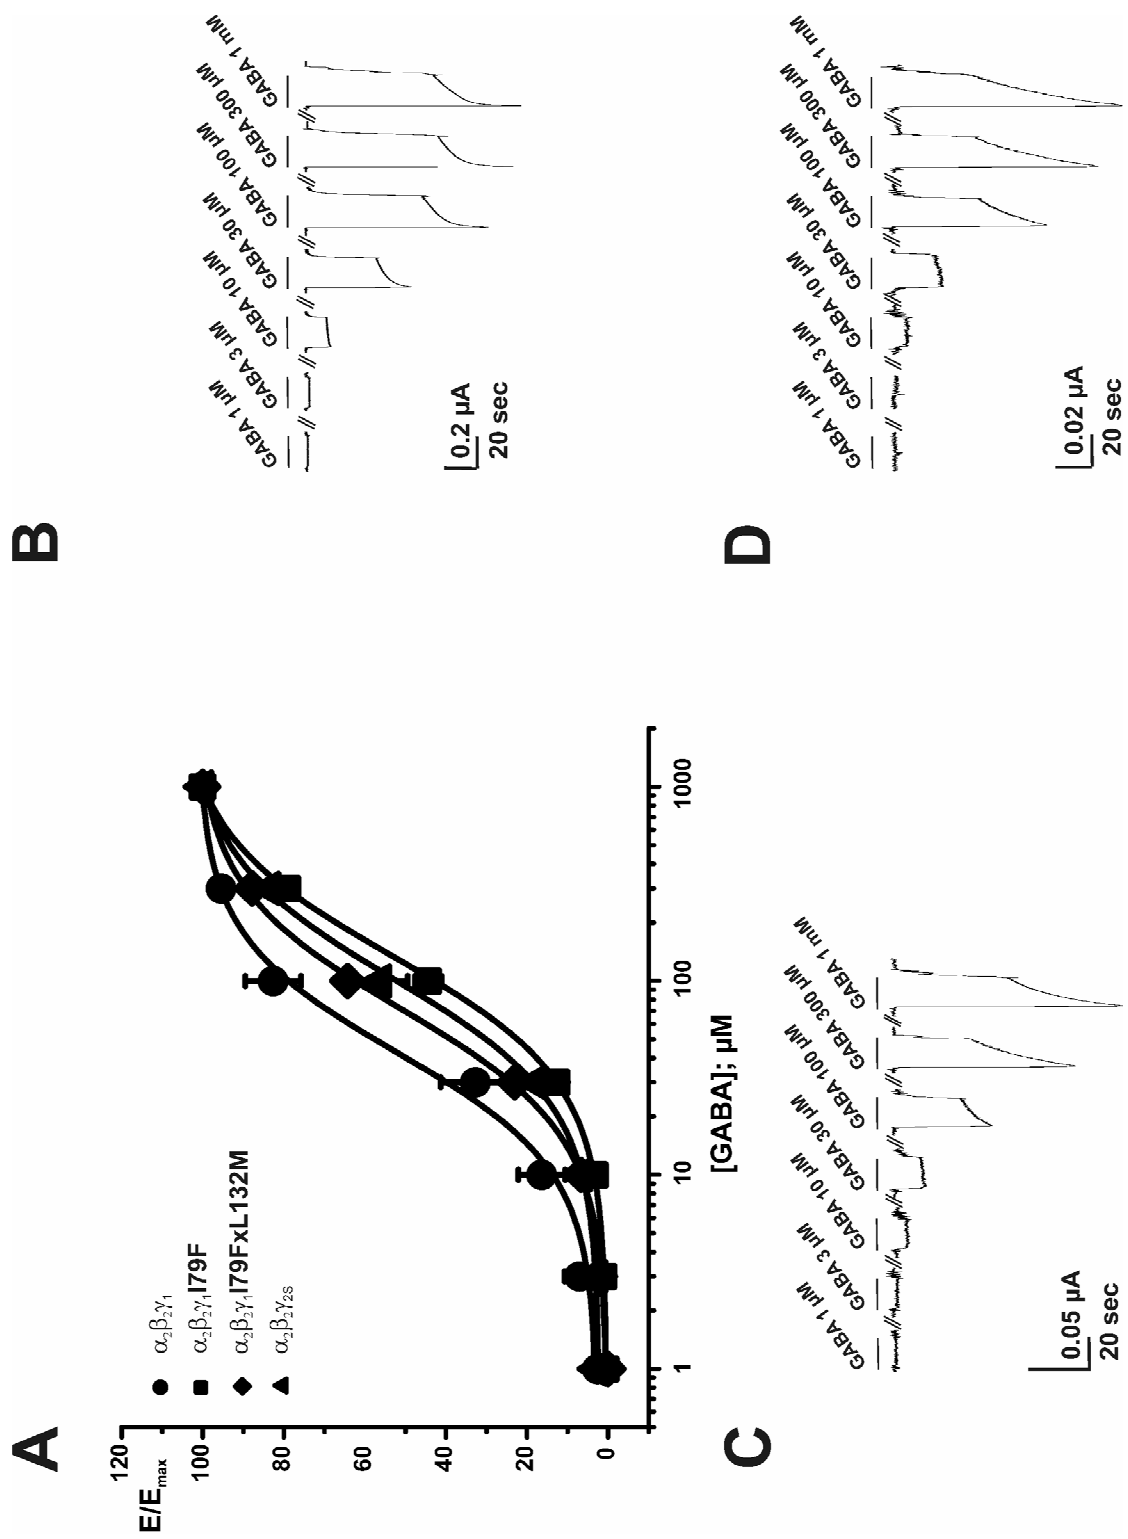 A
E/Emax
120
100
80
60
40
20
0
α2β2γ1
α2β2γ1I79F
α2β2γ1I79FxL132M
α2β2γ2S
1
10
100
1000
[GABA]; µM
B
GABA 1 µM
GABA 3 µM
GABA 10 µM
GABA 30 µM
GABA 100 µM
GABA 300 µM
GABA 1 mM
0.2 µA
20 sec
C
GABA 1 µM
GABA 3 µM
GABA 10 µM
GABA 30 µM
GABA 100 µM
GABA 300 µM
GABA 1 mM
0.05 µA
20 sec
D
GABA 1 µM
GABA 3 µM
GABA 10 µM
GABA 30 µM
GABA 100 µM
GABA 300 µM
GABA 1 mM
0.02 µA
20 sec